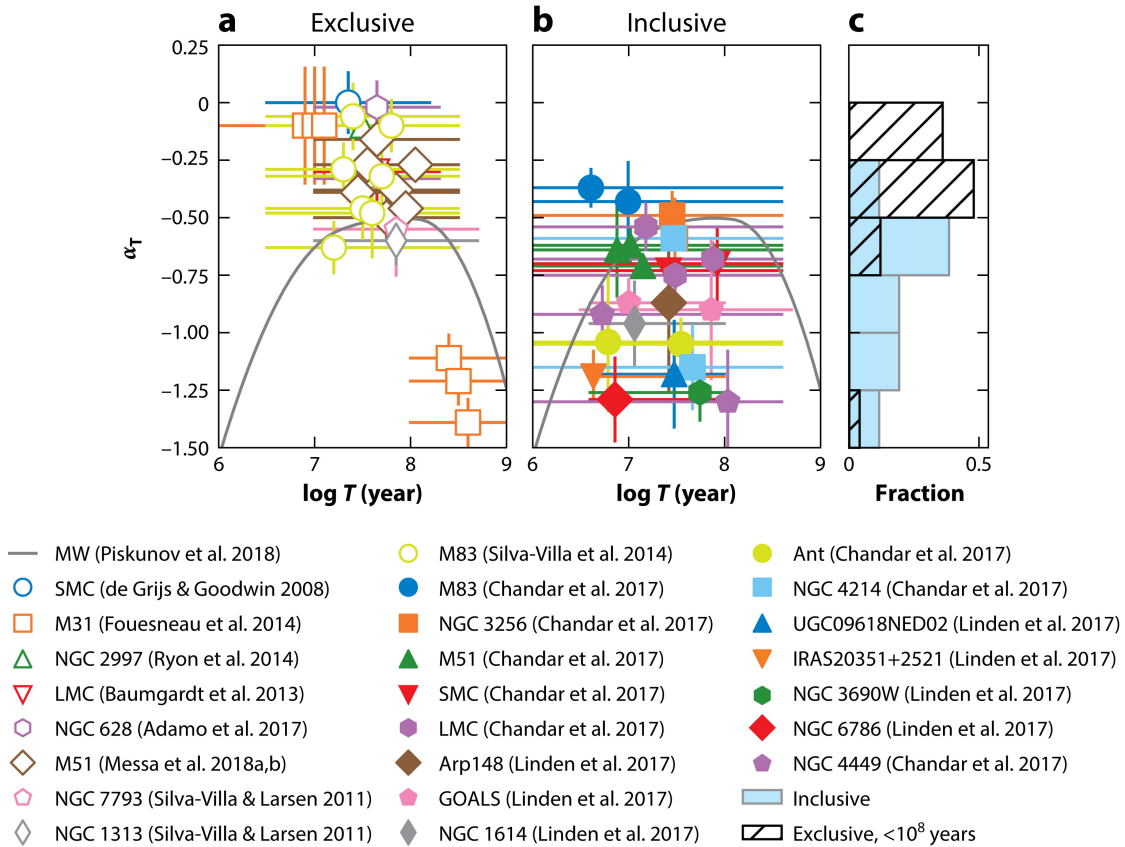 a Exclusive b Inclusive c
0.25
0
−0.25
−0.50
−0.75
−1.00
−1.25
−1.50
αT
6 7 8 9 6 7 8 9 0 0.5
log T (year) log T (year) Fraction
MW (Piskunov et al. 2018) M83 (Silva-Villa et al. 2014) Ant (Chandar et al. 2017)
SMC (de Grijs & Goodwin 2008) M83 (Chandar et al. 2017) NGC 4214 (Chandar et al. 2017)
M31 (Fouesneau et al. 2014) NGC 3256 (Chandar et al. 2017) UGC09618NED02 (Linden et al. 2017)
NGC 2997 (Ryon et al. 2014) M51 (Chandar et al. 2017) IRAS20351+2521 (Linden et al. 2017)
LMC (Baumgardt et al. 2013) SMC (Chandar et al. 2017) NGC 3690W (Linden et al. 2017)
NGC 628 (Adamo et al. 2017) LMC (Chandar et al. 2017) NGC 6786 (Linden et al. 2017)
M51 (Messa et al. 2018a,b) Arp148 (Linden et al. 2017) NGC 4449 (Chandar et al. 2017)
NGC 7793 (Silva-Villa & Larsen 2011) GOALS (Linden et al. 2017) Inclusive
NGC 1313 (Silva-Villa & Larsen 2011) NGC 1614 (Linden et al. 2017) Exclusive, <10⁸ years